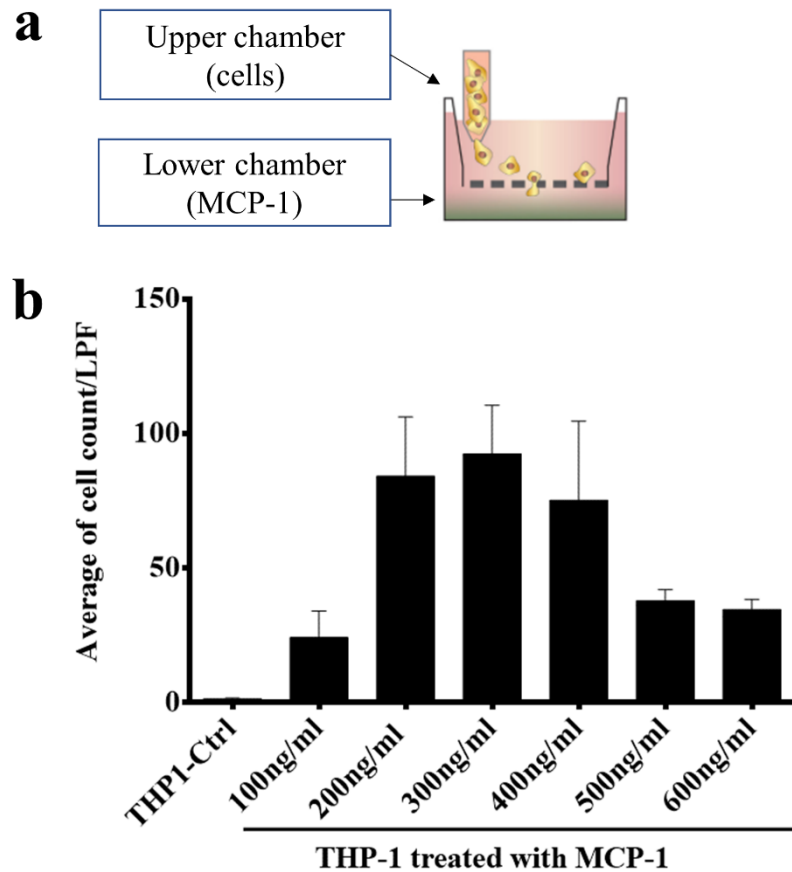 a
Upper chamber
(cells)
Lower chamber
(MCP-1)
b
Average of cell count/LPF
150
100
50
0
THP1-Ctrl
100ng/ml
200ng/ml
300ng/ml
400ng/ml
500ng/ml
600ng/ml
THP-1 treated with MCP-1